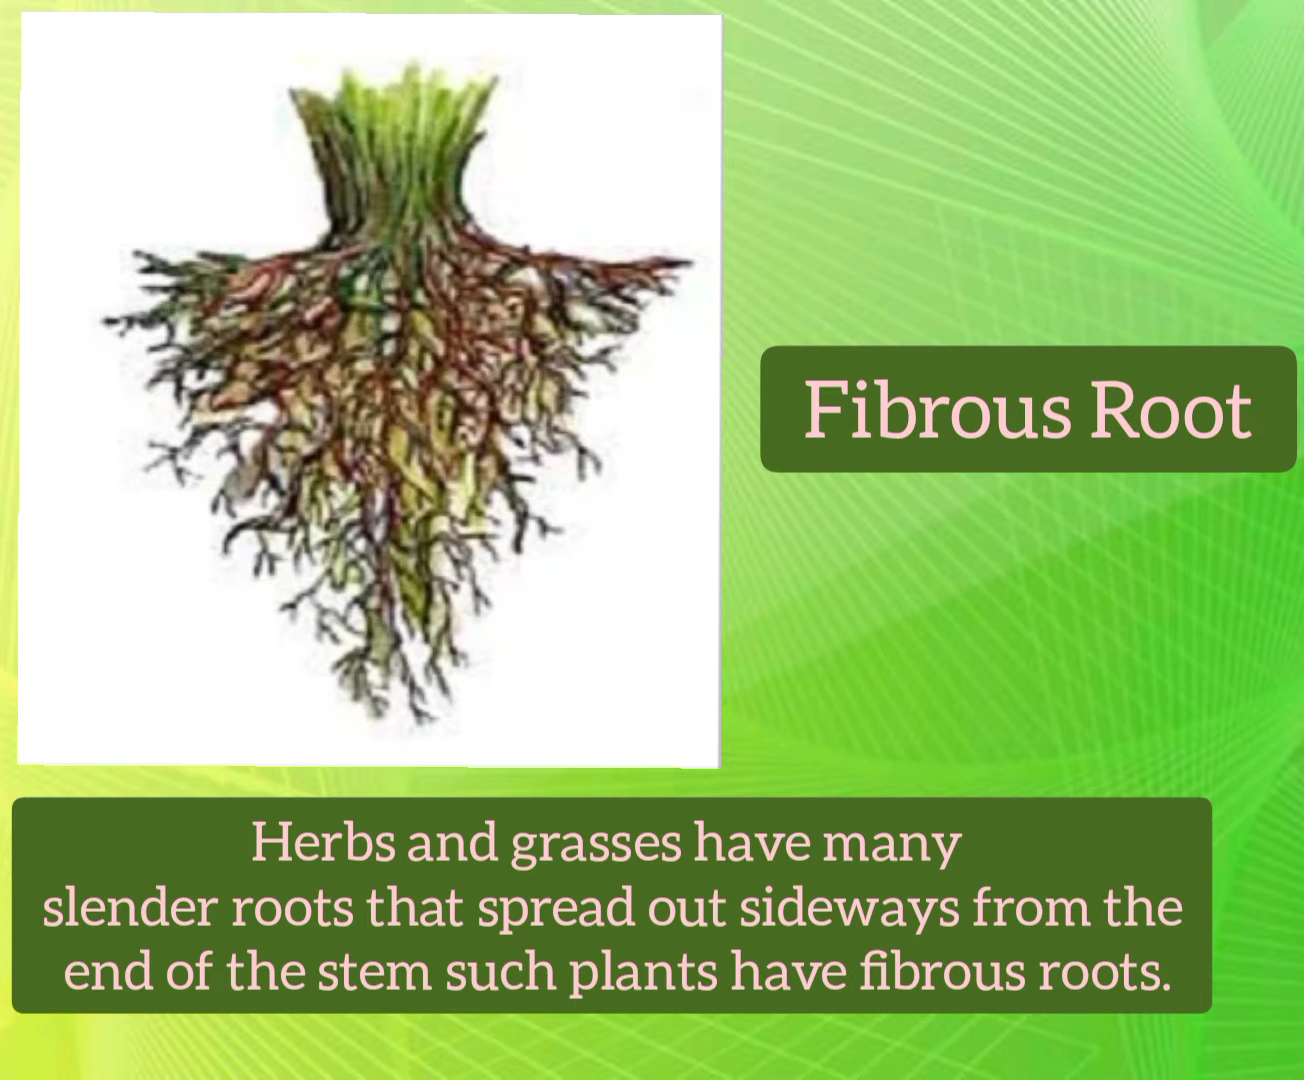 Fibrous Root
Herbs and grasses have many
slender roots that spread out sideways from the
end of the stem such plants have fibrous roots.